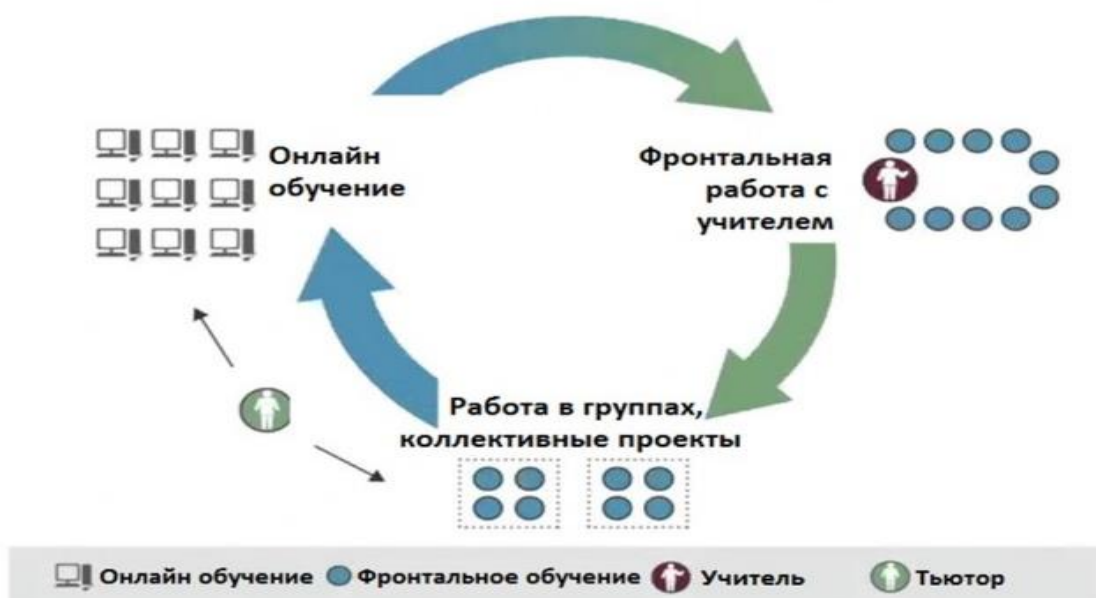 Онлайн
обучение
Фронтальная
работа с
учителем
Работа в группах,
коллективные проекты
Онлайн обучение Фронтальное обучение Учитель Тьютор